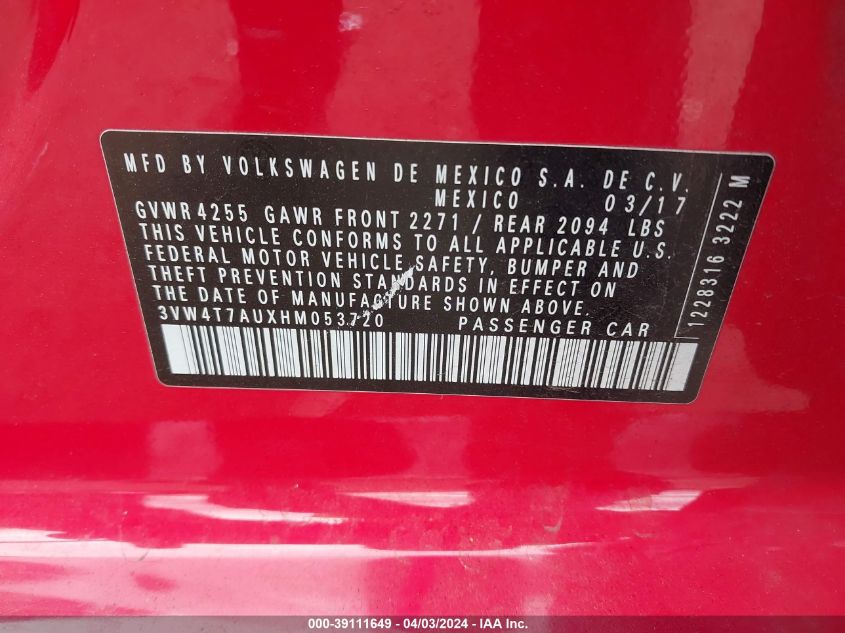 MFD BY VOLKSWAGEN DE MEXICO S.A. DE C.V.
MEXICO 03/17
GVWR 4255 GAWR FRONT 2271 / REAR 2094 LBS
THIS VEHICLE CONFORMS TO ALL APPLICABLE U.S.
FEDERAL MOTOR VEHICLE SAFETY, BUMPER AND
THEFT PREVENTION STANDARDS IN EFFECT ON
THE DATE OF MANUFACTURE SHOWN ABOVE.
3VW4T7AUXHM053720 PASSENGER CAR
1228316 3222 M
000-39111649 - 04/03/2024 - IAA Inc.